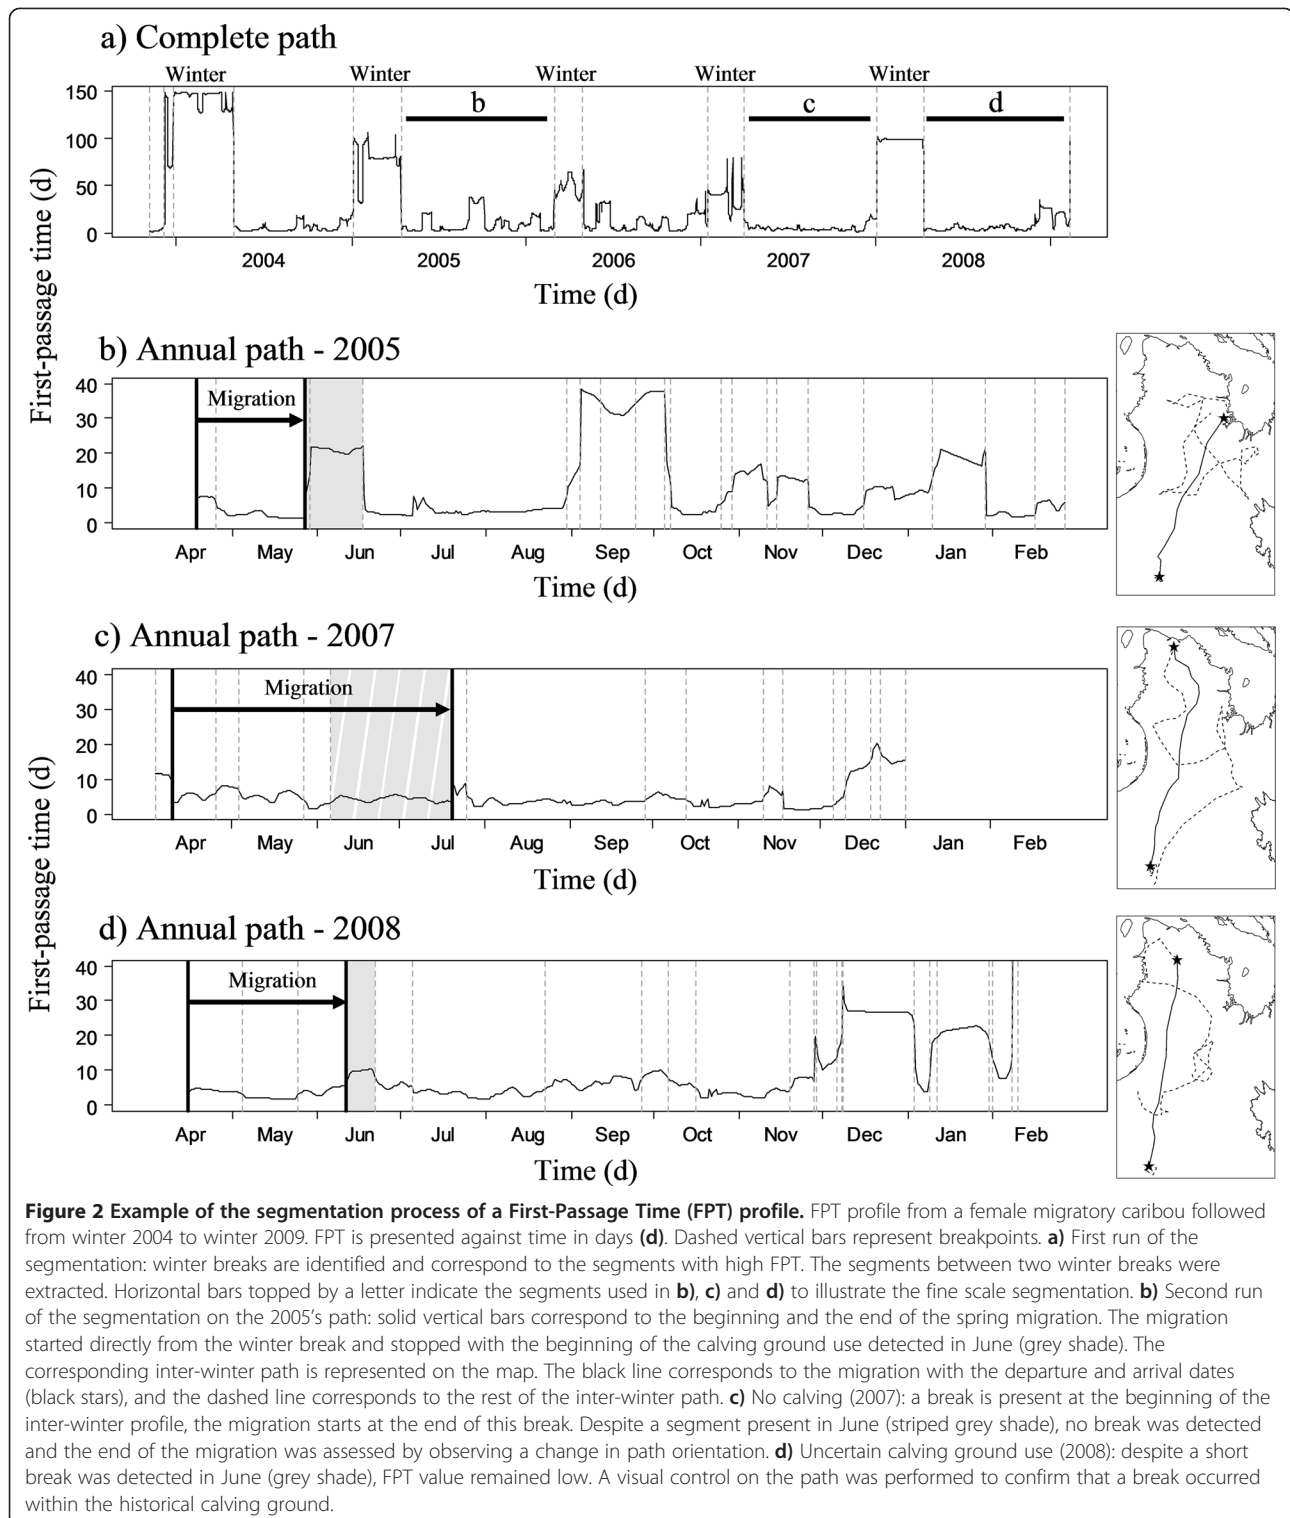 a) Complete path
Winter Winter Winter Winter Winter
150
100
50
0
b c d
2004 2005 2006 2007 2008
Time (d)
First-passage time (d)
b) Annual path - 2005
40
30
20
10
0
Migration
Apr May Jun Jul Aug Sep Oct Nov Dec Jan Feb
Time (d)
c) Annual path - 2007
40
30
20
10
0
Migration
Apr May Jun Jul Aug Sep Oct Nov Dec Jan Feb
Time (d)
First-passage time (d)
d) Annual path - 2008
40
30
20
10
0
Migration
Apr May Jun Jul Aug Sep Oct Nov Dec Jan Feb
Time (d)
Figure 2 Example of the segmentation process of a First-Passage Time (FPT) profile. FPT profile from a female migratory caribou followed
from winter 2004 to winter 2009. FPT is presented against time in days (d). Dashed vertical bars represent breakpoints. a) First run of the
segmentation: winter breaks are identified and correspond to the segments with high FPT. The segments between two winter breaks were
extracted. Horizontal bars topped by a letter indicate the segments used in b), c) and d) to illustrate the fine scale segmentation. b) Second run
of the segmentation on the 2005's path: solid vertical bars correspond to the beginning and the end of the spring migration. The migration
started directly from the winter break and stopped with the beginning of the calving ground use detected in June (grey shade). The
corresponding inter-winter path is represented on the map. The black line corresponds to the migration with the departure and arrival dates
(black stars), and the dashed line corresponds to the rest of the inter-winter path. c) No calving (2007): a break is present at the beginning of the
inter-winter profile, the migration starts at the end of this break. Despite a segment present in June (striped grey shade), no break was detected
and the end of the migration was assessed by observing a change in path orientation. d) Uncertain calving ground use (2008): despite a short
break was detected in June (grey shade), FPT value remained low. A visual control on the path was performed to confirm that a break occurred
within the historical calving ground.